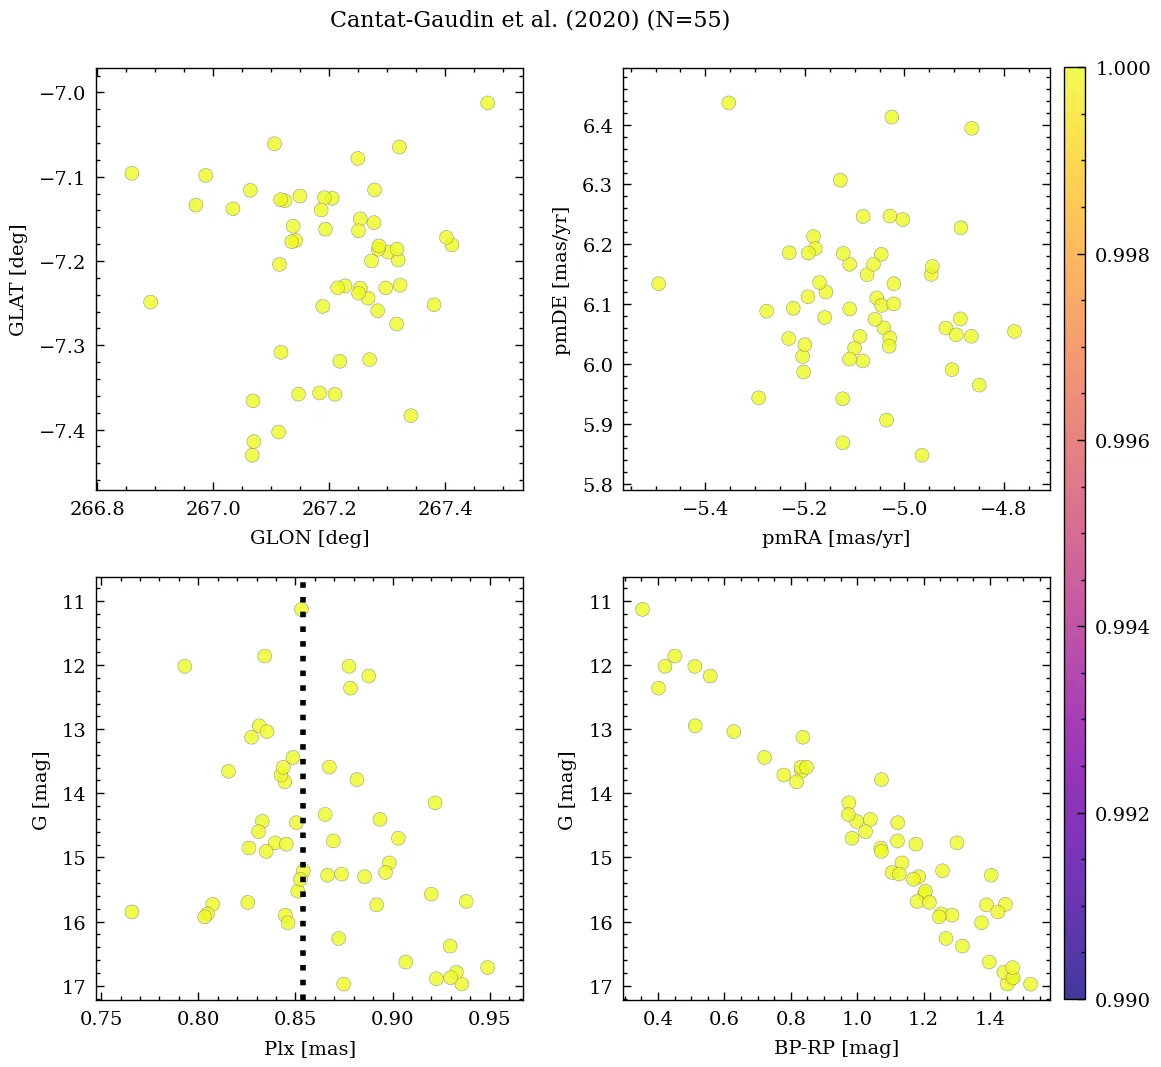 Cantat-Gaudin et al. (2020) (N=55)
−7.0
−7.1
−7.2
−7.3
−7.4
GLAT [deg]
266.8 267.0 267.2 267.4
GLON [deg]
6.4
6.3
6.2
6.1
6.0
5.9
5.8
pmDE [mas/yr]
−5.4 −5.2 −5.0 −4.8
pmRA [mas/yr]
11
12
13
14
15
16
17
G [mag]
0.75 0.80 0.85 0.90 0.95
Plx [mas]
11
12
13
14
15
16
17
G [mag]
0.4 0.6 0.8 1.0 1.2 1.4
BP-RP [mag]
1.000
0.998
0.996
0.994
0.992
0.990